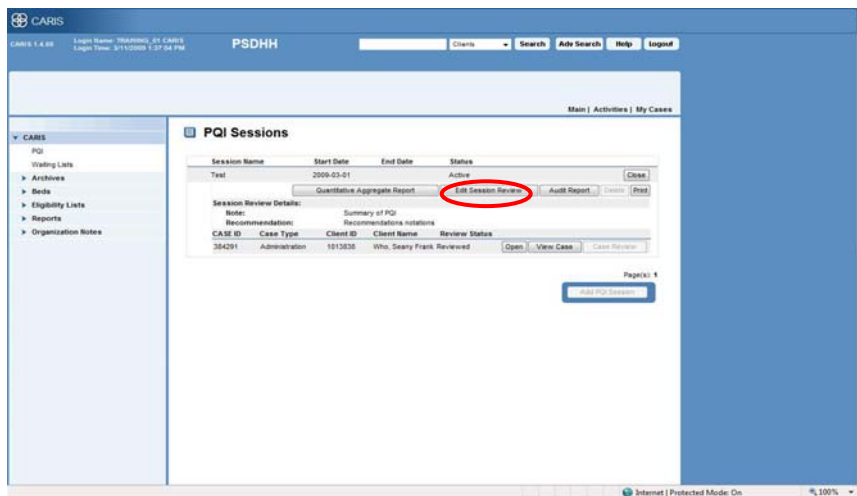 CARIS
CARIS 1.4.88 Login Name: TRAINING_01 CARIS
Login Time: 3/11/2009 1:37:04 PM
PSDHH
Clients Search Adv Search Help Logout
Main | Activities | My Cases
CARIS
PQI
Waiting Lists
Archives
Beds
Eligibility Lists
Reports
Organization Notes
PQI Sessions
Session Name Start Date End Date Status
Test 2009-03-01 Active Close
Quantitative Aggregate Report Edit Session Review Audit Report Delete Print
Session Review Details:
Note: Summary of PQI
Recommendation: Recommendations notations
CASE ID Case Type Client ID Client Name Review Status
384291 Administration 1013838 Who, Seany Frank Reviewed Open View Case Case Review
Page(s): 1
Add PQI Session
Internet | Protected Mode: On 100%